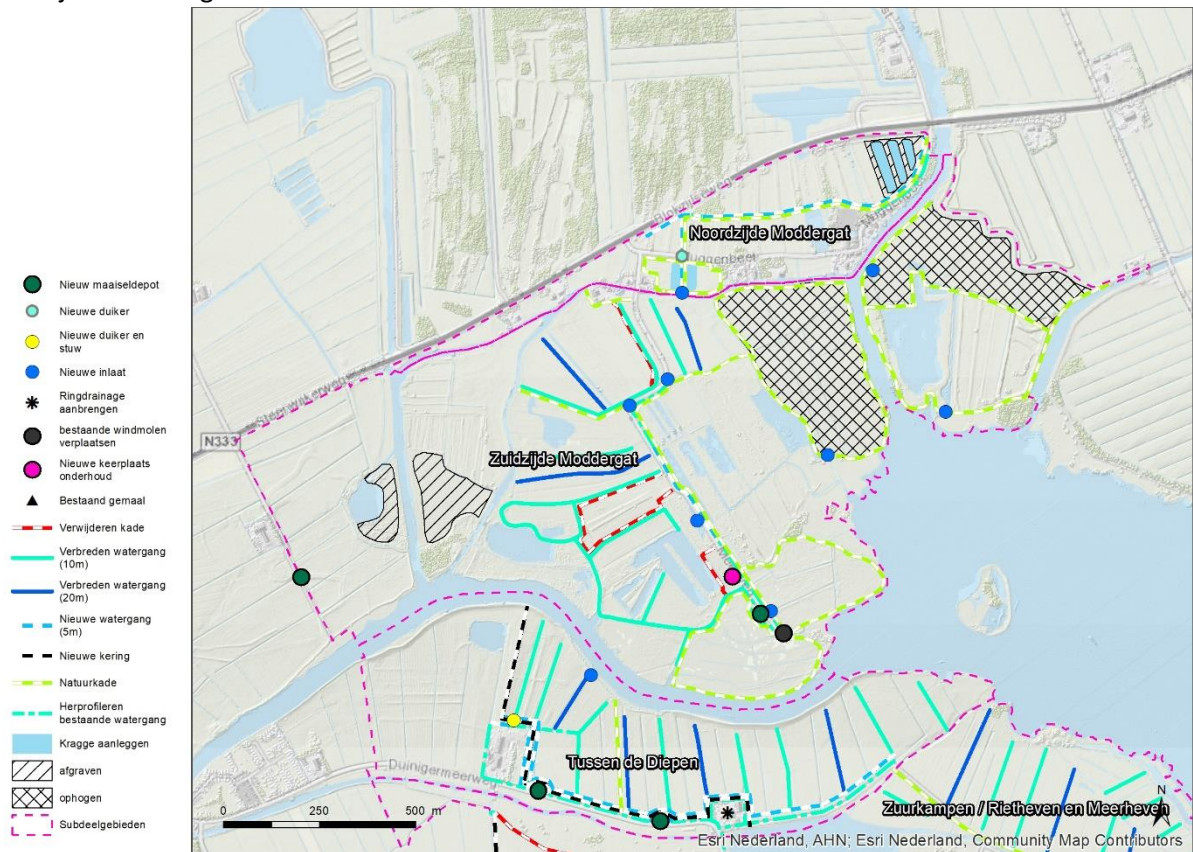 Nieuw maaiseldepot
Nieuwe duiker
Nieuwe duiker en
stuw
Nieuwe inlaat
Ringdrainage
aanbrengen
bestaande windmolen
verplaatsen
Nieuwe keerplaats
onderhoud
Bestaand gemaal
Verwijderen kade
Verbreden watergang
(10m)
Verbreden watergang
(20m)
Nieuwe watergang
(5m)
Nieuwe kering
Natuurkade
Herprofileren
bestaande watergang
Kragge aanleggen
afgraven
ophogen
Subdeelgebieden
Noordzijde Moddergat
N333
Zuidzijde Moddergat
Tussen de Diepen
Duinigermeerweg
Zuurkampen / Rietheven en Meerheven
0 250 500 m
N
Esri Nederland, AHN; Esri Nederland, Community Map Contributors